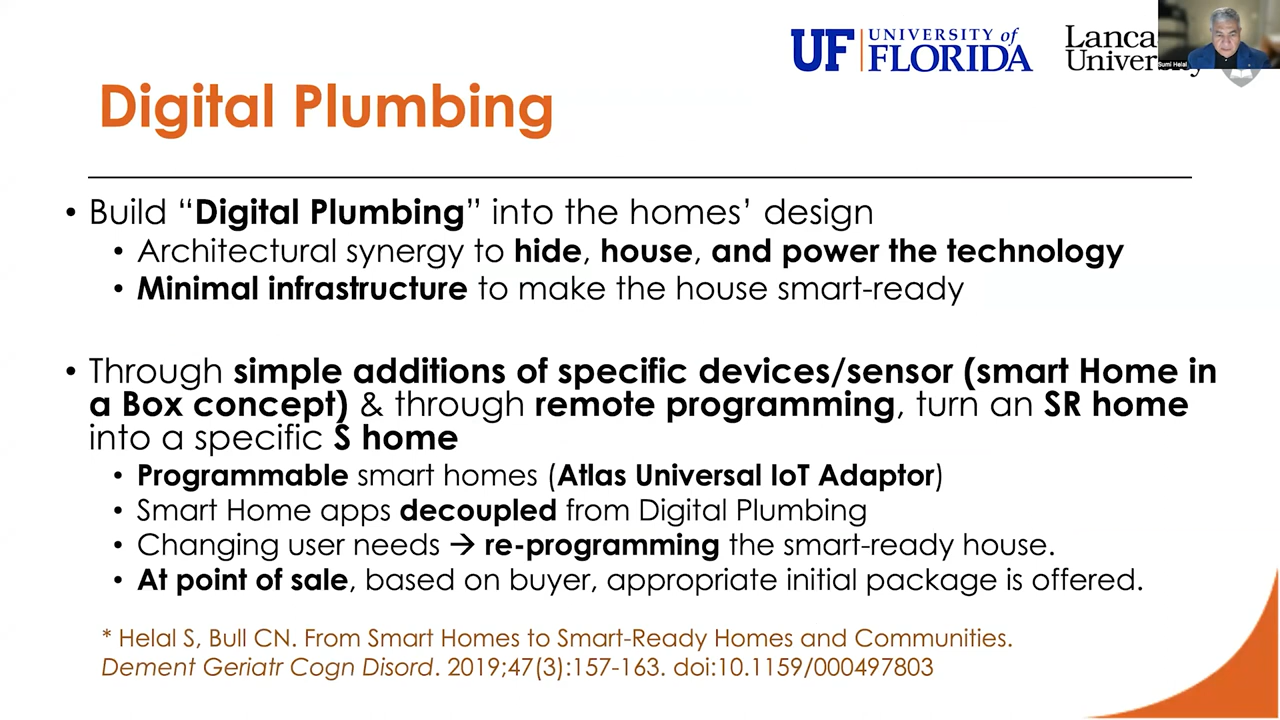 UF UNIVERSITY of
FLORIDA
Lanca
University
Sumi Helal
Digital Plumbing
• Build “Digital Plumbing” into the homes’ design
• Architectural synergy to hide, house, and power the technology
• Minimal infrastructure to make the house smart-ready
• Through simple additions of specific devices/sensor (smart Home in
a Box concept) & through remote programming, turn an SR home
into a specific S home
• Programmable smart homes (Atlas Universal IoT Adaptor)
• Smart Home apps decoupled from Digital Plumbing
• Changing user needs → re-programming the smart-ready house.
• At point of sale, based on buyer, appropriate initial package is offered.
* Helal S, Bull CN. From Smart Homes to Smart-Ready Homes and Communities.
Dement Geriatr Cogn Disord. 2019;47(3):157-163. doi:10.1159/000497803